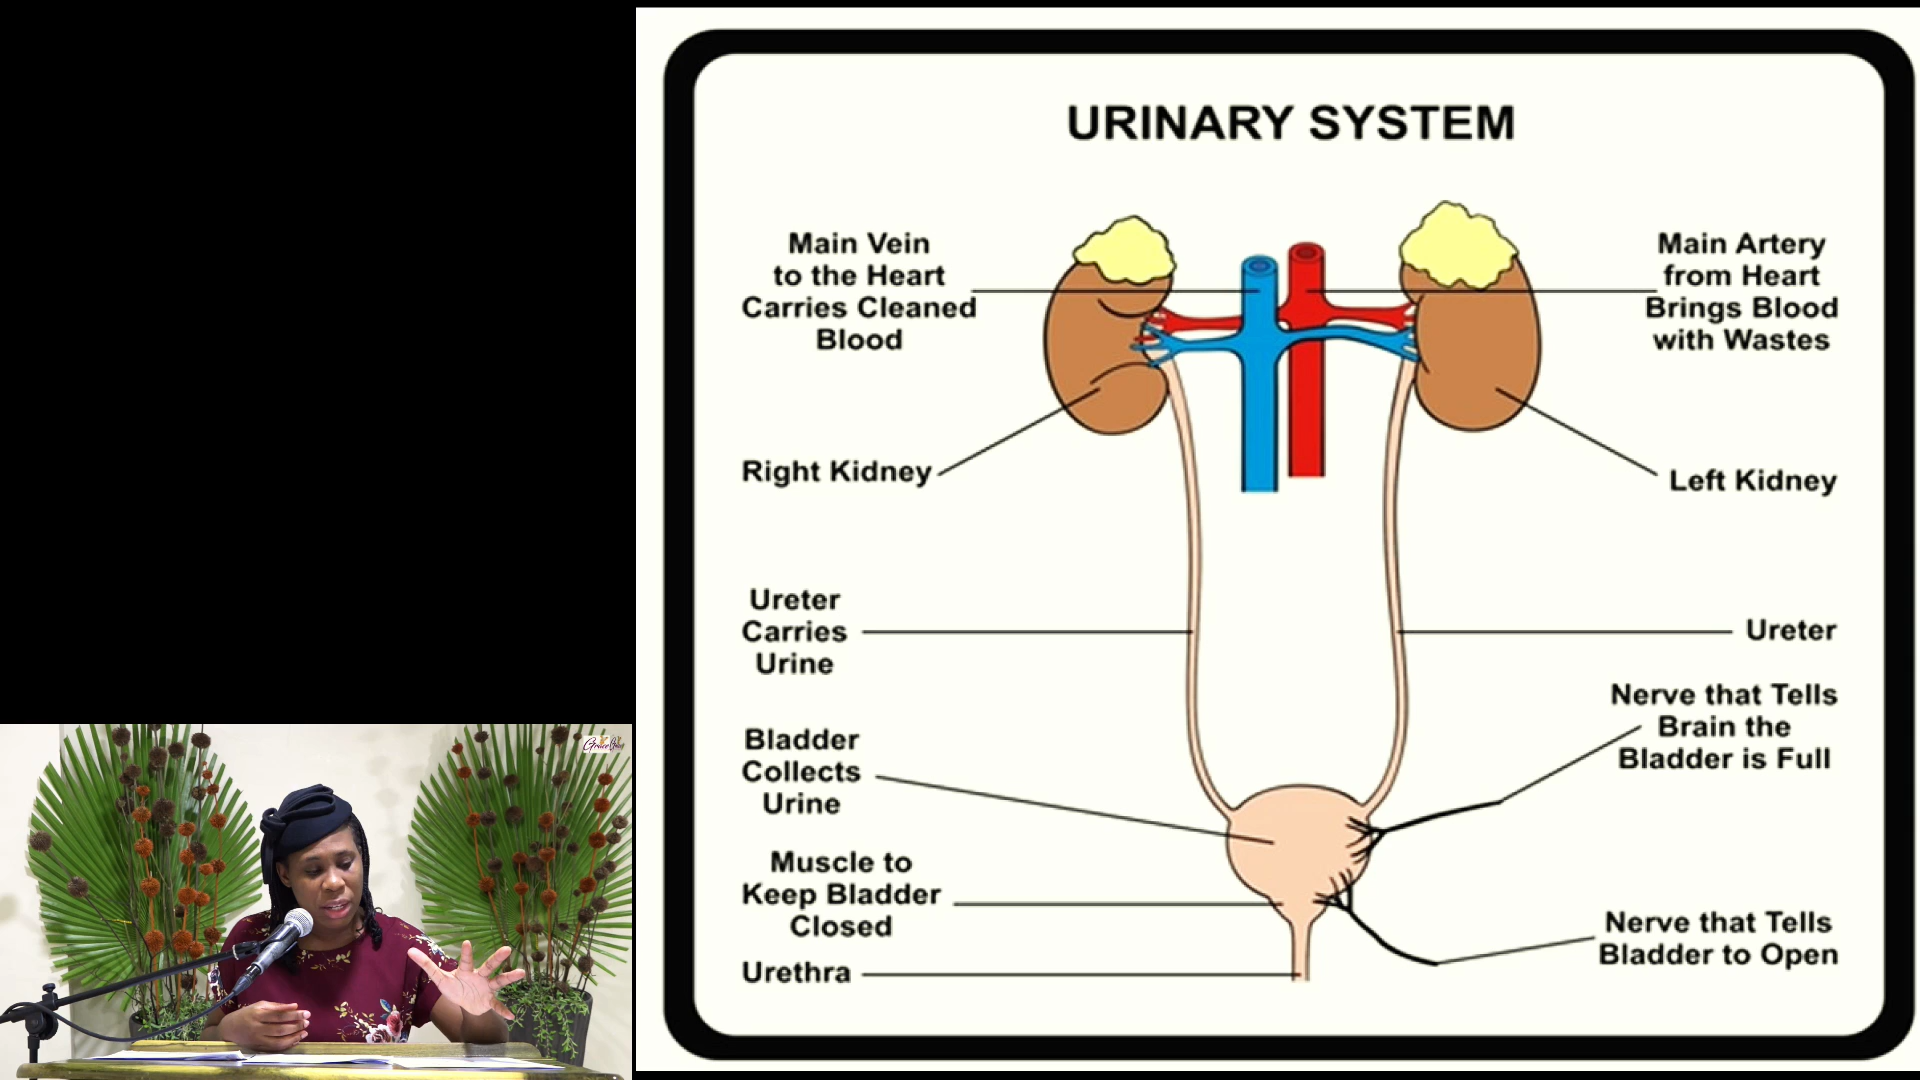 URINARY SYSTEM
Main Vein
to the Heart
Carries Cleaned
Blood
Main Artery
from Heart
Brings Blood
with Wastes
Right Kidney
Left Kidney
Ureter
Carries
Urine
Ureter
Nerve that Tells
Brain the
Bladder is Full
Bladder
Collects
Urine
Muscle to
Keep Bladder
Closed
Nerve that Tells
Bladder to Open
Urethra